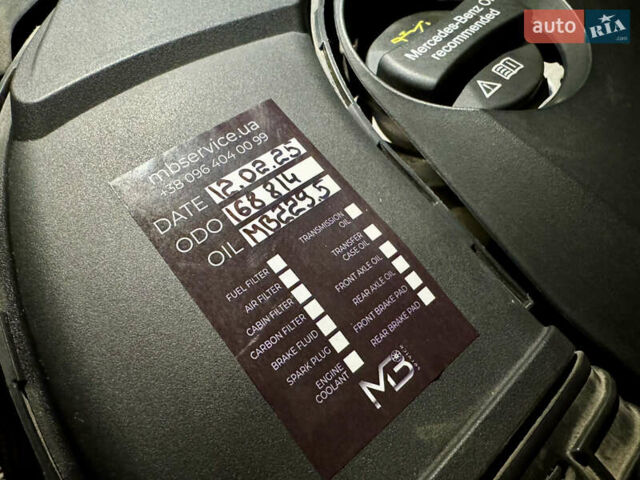 auto RIA
.com
Mercedes-Benz
recommended
mbservice.ua
+38 096 404 00 99
DATE 12.02.25
ODO 168 814
OIL MB229.5
FUEL FILTER
AIR FILTER
CABIN FILTER
CARBON FILTER
BRAKE FLUID
SPARK PLUG
ENGINE
COOLANT
TRANSMISSION
OIL
TRANSFER
CASE OIL
FRONT AXLE OIL
REAR AXLE OIL
FRONT BRAKE PAD
REAR BRAKE PAD
MB